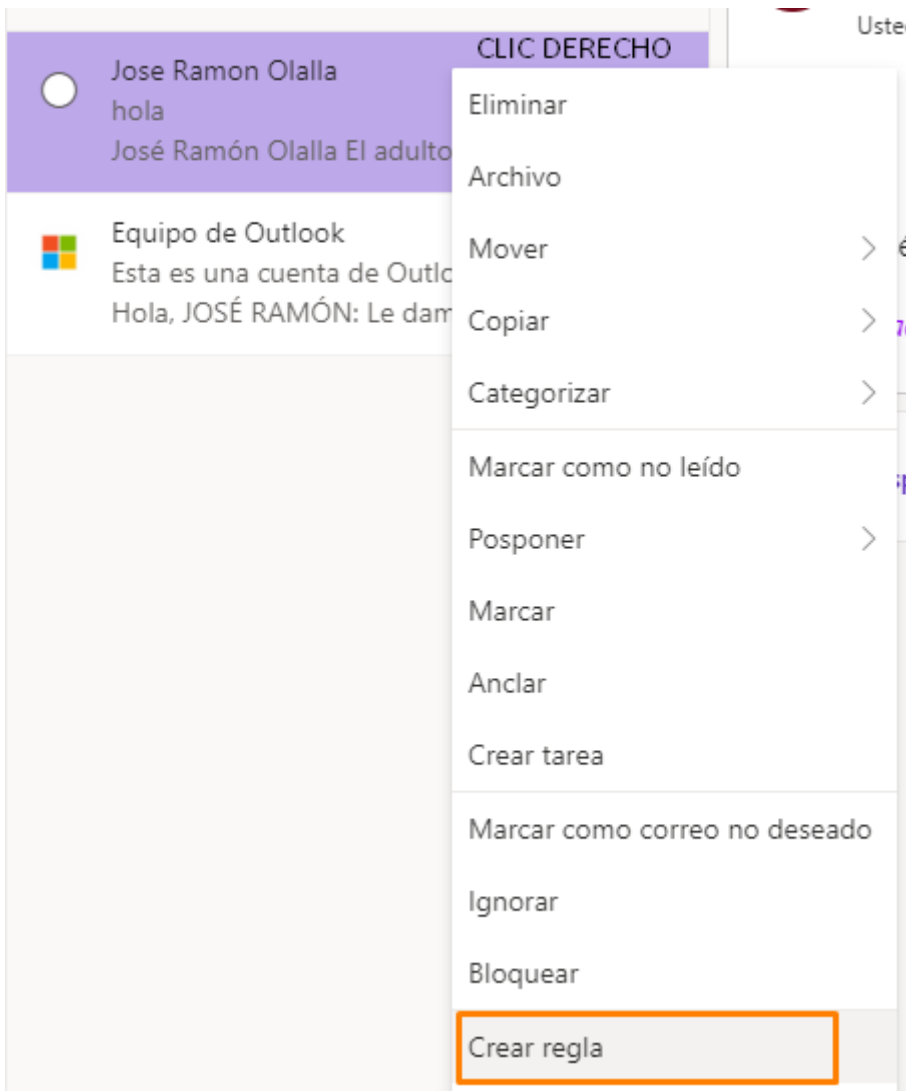 Uste
CLIC DERECHO
Jose Ramon Olalla
hola
José Ramón Olalla El adulto
Equipo de Outlook
Esta es una cuenta de Outlo
Hola, JOSÉ RAMÓN: Le dam
Eliminar
Archivo
Mover
Copiar
Categorizar
Marcar como no leído
Posponer
Marcar
Anclar
Crear tarea
Marcar como correo no deseado
Ignorar
Bloquear
Crear regla